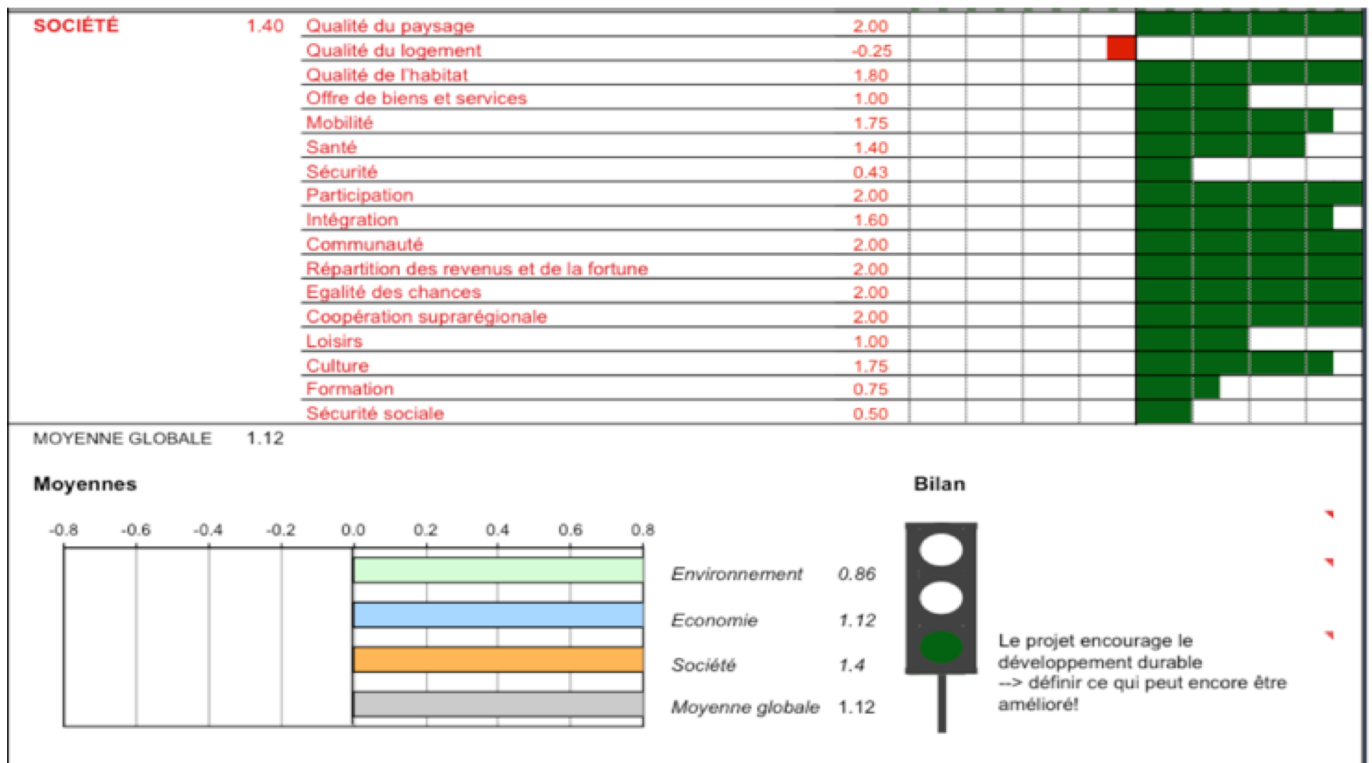 SOCIÉTÉ 1.40 Qualité du paysage 2.00
Qualité du logement -0.25
Qualité de l'habitat 1.80
Offre de biens et services 1.00
Mobilité 1.75
Santé 1.40
Sécurité 0.43
Participation 2.00
Intégration 1.60
Communauté 2.00
Répartition des revenus et de la fortune 2.00
Egalité des chances 2.00
Coopération suprarégionale 2.00
Loisirs 1.00
Culture 1.75
Formation 0.75
Sécurité sociale 0.50
MOYENNE GLOBALE 1.12
Moyennes
-0.8 -0.6 -0.4 -0.2 0.0 0.2 0.4 0.6 0.8
Environnement 0.86
Economie 1.12
Société 1.4
Moyenne globale 1.12
Bilan
Le projet encourage le
développement durable
--> définir ce qui peut encore être
amélioré!